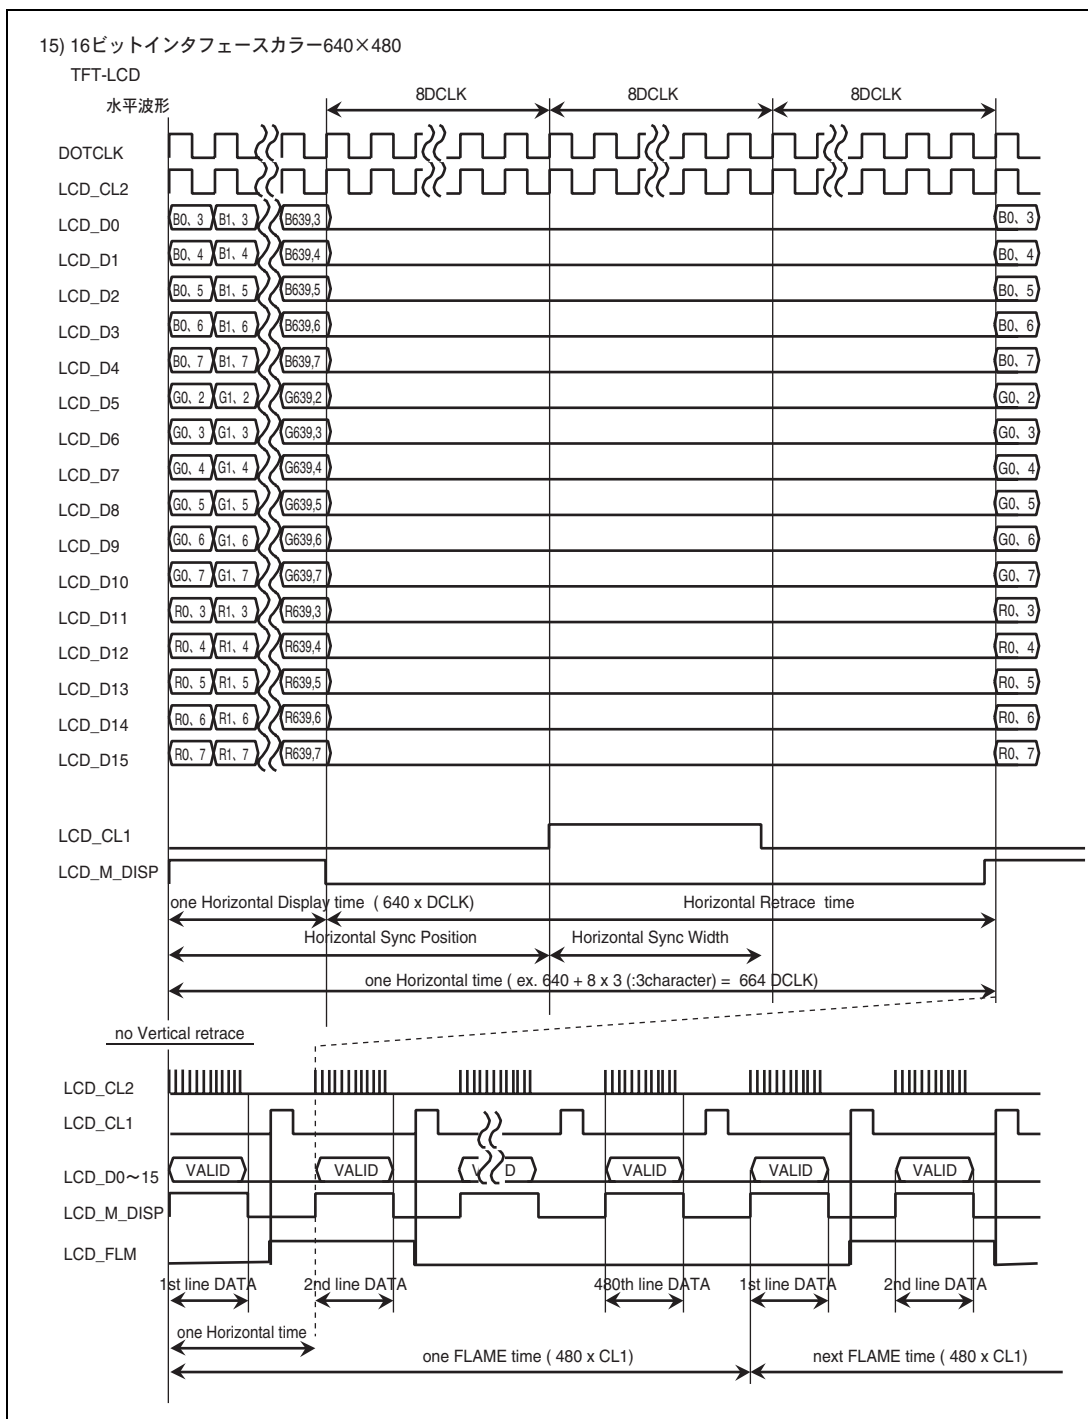 15) 16ビットインタフェースカラー640×480
TFT-LCD
水平波形
8DCLK 8DCLK 8DCLK
DOTCLK
LCD_CL2
LCD_D0 B0、3 B1、3 B639,3 B0、3
LCD_D1 B0、4 B1、4 B639,4 B0、4
LCD_D2 B0、5 B1、5 B639,5 B0、5
LCD_D3 B0、6 B1、6 B639,6 B0、6
LCD_D4 B0、7 B1、7 B639,7 B0、7
LCD_D5 G0、2 G1、2 G639,2 G0、2
LCD_D6 G0、3 G1、3 G639,3 G0、3
LCD_D7 G0、4 G1、4 G639,4 G0、4
LCD_D8 G0、5 G1、5 G639,5 G0、5
LCD_D9 G0、6 G1、6 G639,6 G0、6
LCD_D10 G0、7 G1、7 G639,7 G0、7
LCD_D11 R0、3 R1、3 R639,3 R0、3
LCD_D12 R0、4 R1、4 R639,4 R0、4
LCD_D13 R0、5 R1、5 R639,5 R0、5
LCD_D14 R0、6 R1、6 R639,6 R0、6
LCD_D15 R0、7 R1、7 R639,7 R0、7
LCD_CL1
LCD_M_DISP
one Horizontal Display time ( 640 x DCLK) Horizontal Retrace time
Horizontal Sync Position Horizontal Sync Width
one Horizontal time ( ex. 640 + 8 x 3 (:3character) = 664 DCLK)
no Vertical retrace
LCD_CL2
LCD_CL1
LCD_D0～15 VALID VALID VALID VALID VALID
LCD_M_DISP
LCD_FLM
1st line DATA 2nd line DATA 480th line DATA 1st line DATA 2nd line DATA
one Horizontal time
one FLAME time ( 480 x CL1) next FLAME time ( 480 x CL1)